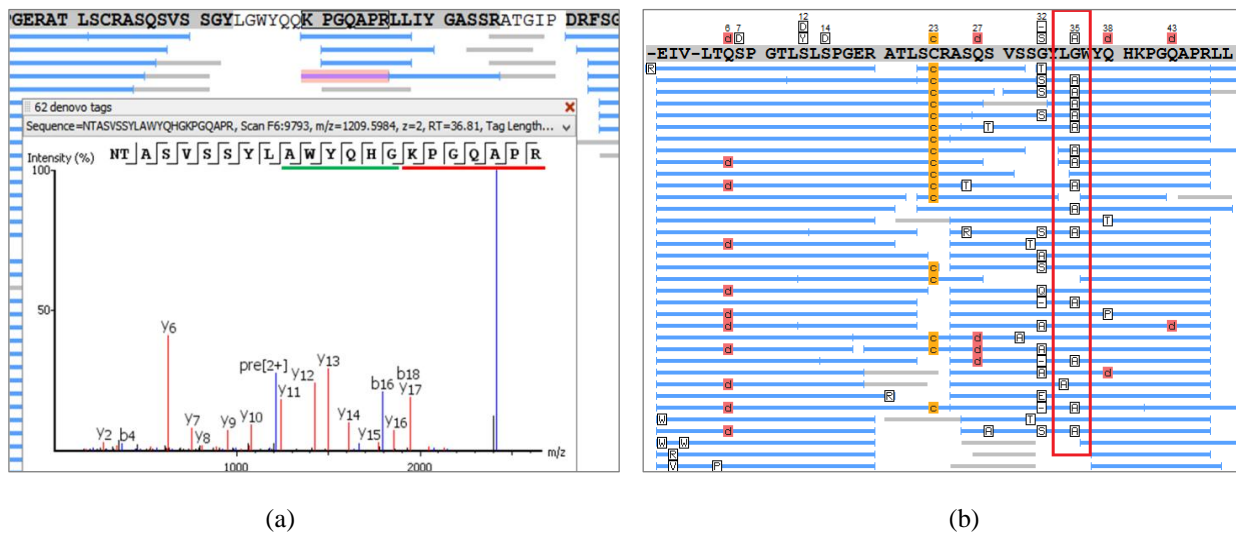 'GERAT LSCRASQSVS SGYLGWYQQK PGQAPRLLIY GASSRATGIP DRFSG
62 denovo tags
Sequence=NTASVSSYLAWYQHGKPGQAPR, Scan F6:9793, m/z=1209.5984, z=2, RT=36.81, Tag Length...
Intensity (%) NT A S V S S Y L A W Y Q H G K P G Q A P R
100
50
y2 b4 y6 y7 y8 y9 y10 pre[2+] y11 y12 y13 y14 y15 b16 y16 b18 y17
1000 2000 m/z
(a)
6 7 12 14 23 27 32 35 38 43
D -
d D Y D c d S A d d
-EIV-LTQSP GTLSLSPGER ATLSCRASQS VSSGYLGWYQ HKPGQAPRLL
R c T
c S A
c S A
c A
c S A
c T A
c
c A
d c A
c
d c T A
c
A
T
R S A
d T
A
c S
c
Q
- A
d P
d A d
c d A
d c d A
d - A
A d
d A
R E
d c - A
W T
d A S A
W W
R
V P
(b)